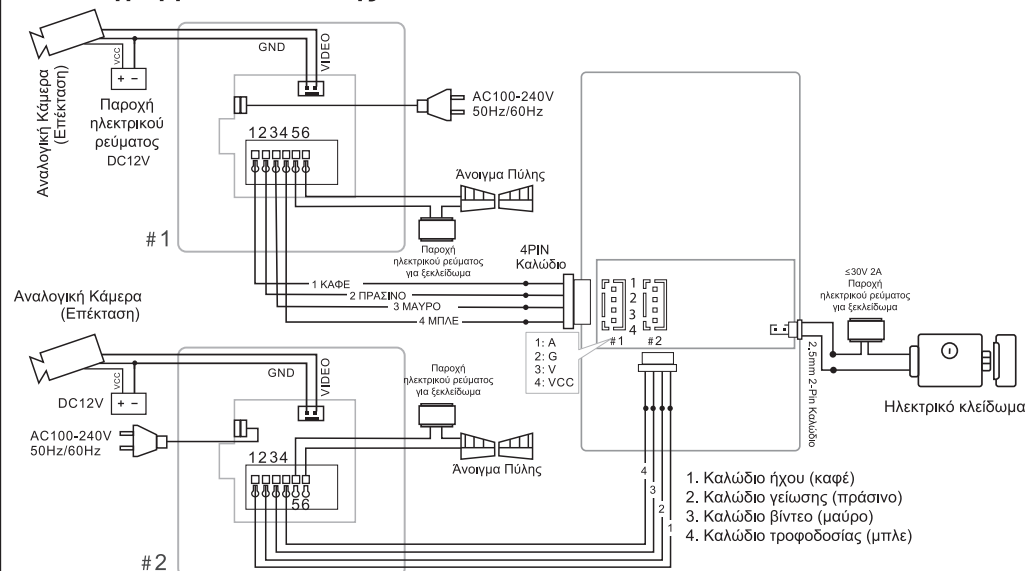 GND
VIDEO
VCC
+ −
Αναλογική Κάμερα
(Επέκταση)
Παροχή
ηλεκτρικού
ρεύματος
DC12V
AC100-240V
50Hz/60Hz
123456
Άνοιγμα Πύλης
Παροχή
ηλεκτρικού ρεύματος
για ξεκλείδωμα
#1
4PIN
Καλώδιο
1 ΚΑΦΕ
2 ΠΡΑΣΙΝΟ
3 ΜΑΥΡΟ
4 ΜΠΛΕ
1
2
3
4
#1
#2
1: A
2: G
3: V
4: VCC
≤30V 2A
Παροχή
ηλεκτρικού ρεύματος
για ξεκλείδωμα
2.5mm 2-Pin Καλώδιο
Ηλεκτρικό κλείδωμα
Αναλογική Κάμερα
(Επέκταση)
GND
VIDEO
VCC
DC12V
+ −
AC100-240V
50Hz/60Hz
1234
56
Παροχή
ηλεκτρικού ρεύματος
για ξεκλείδωμα
Άνοιγμα Πύλης
#2
4
3
2
1
1. Καλώδιο ήχου (καφέ)
2. Καλώδιο γείωσης (πράσινο)
3. Καλώδιο βίντεο (μαύρο)
4. Καλώδιο τροφοδοσίας (μπλε)